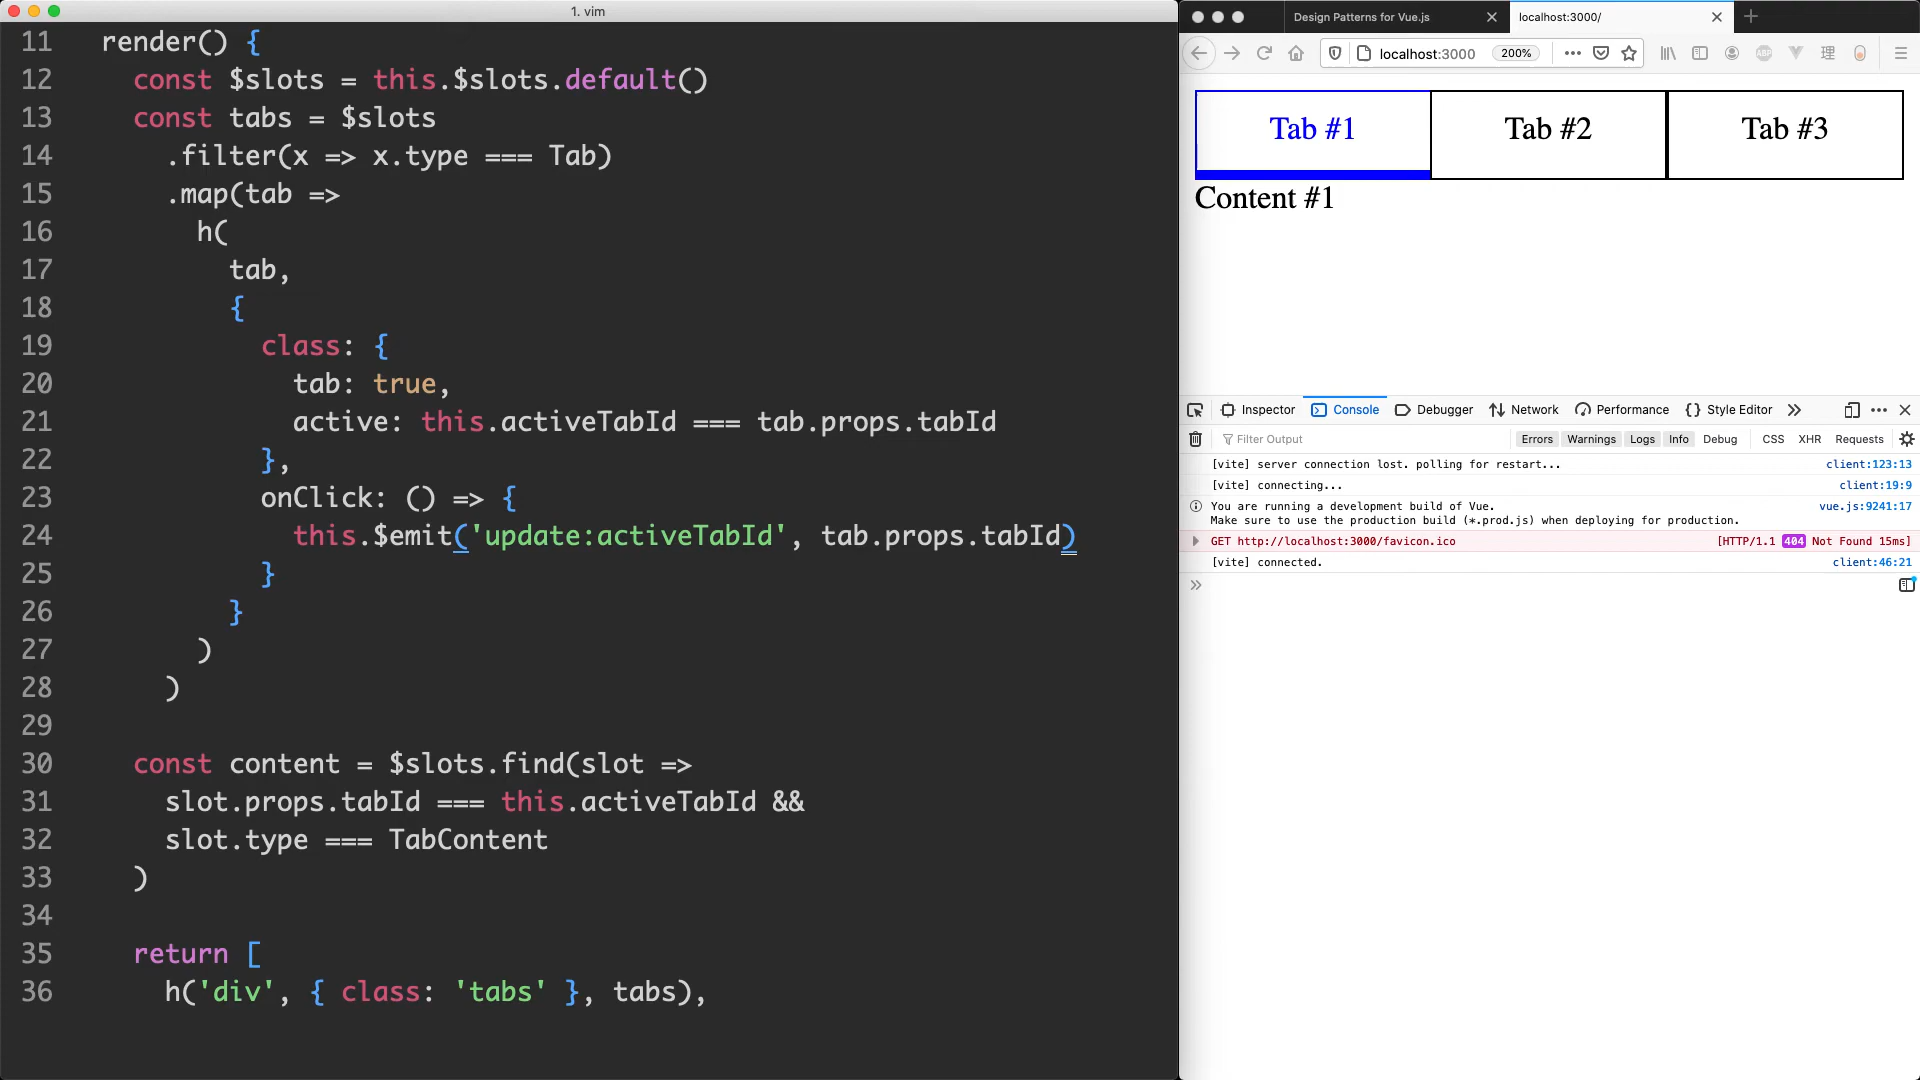 1. vim
11 render() {
12 const $slots = this.$slots.default()
13 const tabs = $slots
14 .filter(x => x.type === Tab)
15 .map(tab =>
16 h(
17 tab,
18 {
19 class: {
20 tab: true,
21 active: this.activeTabId === tab.props.tabId
22 },
23 onClick: () => {
24 this.$emit('update:activeTabId', tab.props.tabId)
25 }
26 }
27 )
28 )
29
30 const content = $slots.find(slot =>
31 slot.props.tabId === this.activeTabId &&
32 slot.type === TabContent
33 )
34
35 return [
36 h('div', { class: 'tabs' }, tabs),
Design Patterns for Vue.js
localhost:3000/
localhost:3000 200%
Tab #1 Tab #2 Tab #3
Content #1
Inspector Console Debugger Network Performance Style Editor
Filter Output Errors Warnings Logs Info Debug CSS XHR Requests
[vite] server connection lost. polling for restart... client:123:13
[vite] connecting... client:19:9
You are running a development build of Vue. vue.js:9241:17
Make sure to use the production build (*.prod.js) when deploying for production.
GET http://localhost:3000/favicon.ico [HTTP/1.1 404 Not Found 15ms]
[vite] connected. client:46:21